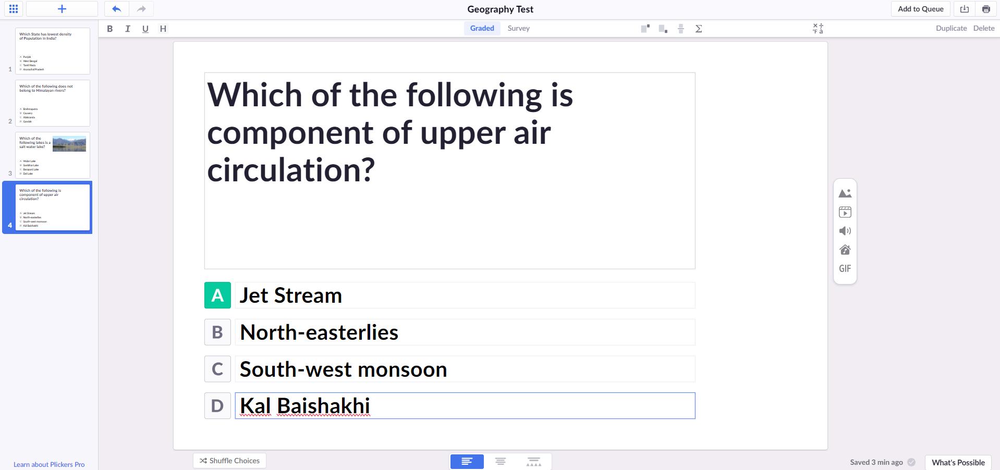 Geography Test
Add to Queue
B I U H
Graded
Survey
Σ
×÷
°F à
Duplicate
Delete
Which State has lowest density
of Population in India?
A Punjab
B West Bengal
C Tamil Nadu
D Arunachal Pradesh
1
Which of the following does not
belong to Himalayan rivers?
A Brahmaputra
B Cauvery
C Alaknanda
D Gandak
2
Which of the
following lakes is a
salt water lake?
A Wular Lake
B Sambhar Lake
C Barapani Lake
D Dal Lake
3
Which of the following is
component of upper air
circulation?
A Jet Stream
B North-easterlies
C South-west monsoon
D Kal Baishakhi
4
Which of the following is
component of upper air
circulation?
A Jet Stream
B North-easterlies
C South-west monsoon
D Kal Baishakhi
GIF
Learn about Plickers Pro
Shuffle Choices
Saved 3 min ago
What's Possible